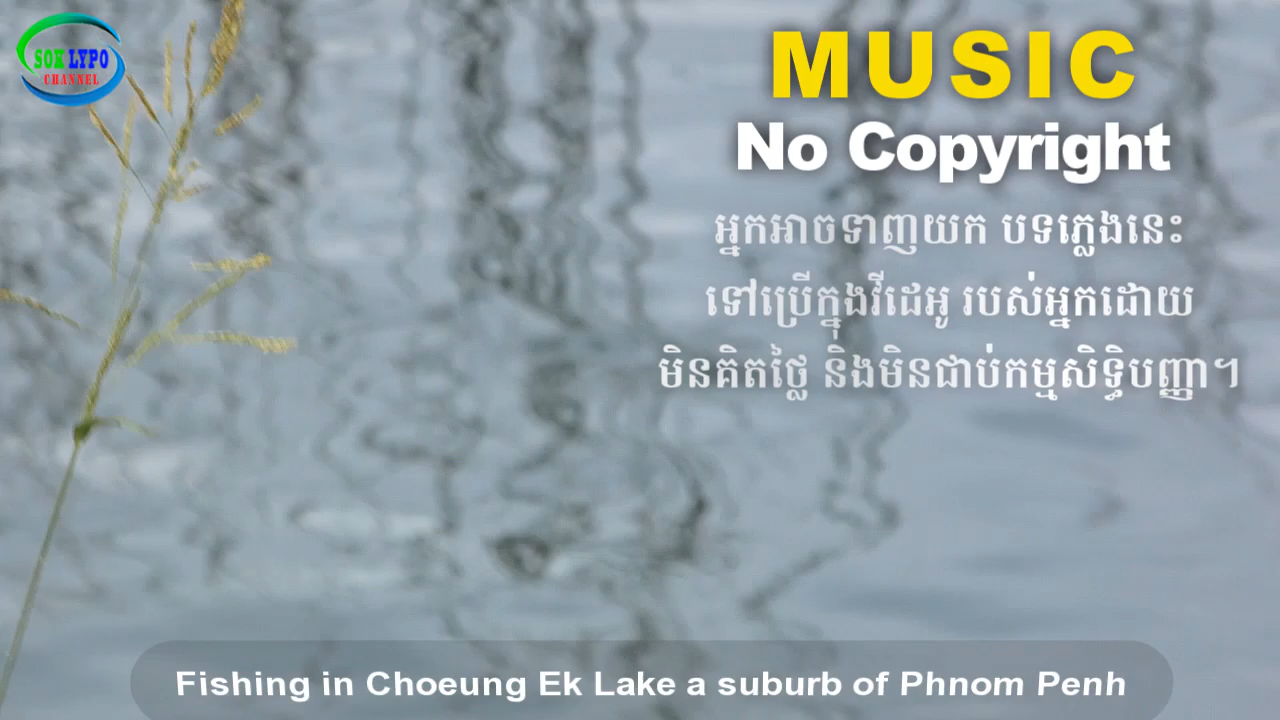 SOK LYPO
CHANNEL
MUSIC
No Copyright
អ្នកអាចទាញយក បទភ្លេងនេះ
ទៅប្រើក្នុងវីដេអូ របស់អ្នកដោយ
មិនគិតថ្លៃ និងមិនជាប់កម្មសិទ្ធិបញ្ញា។
Fishing in Choeung Ek Lake a suburb of Phnom Penh